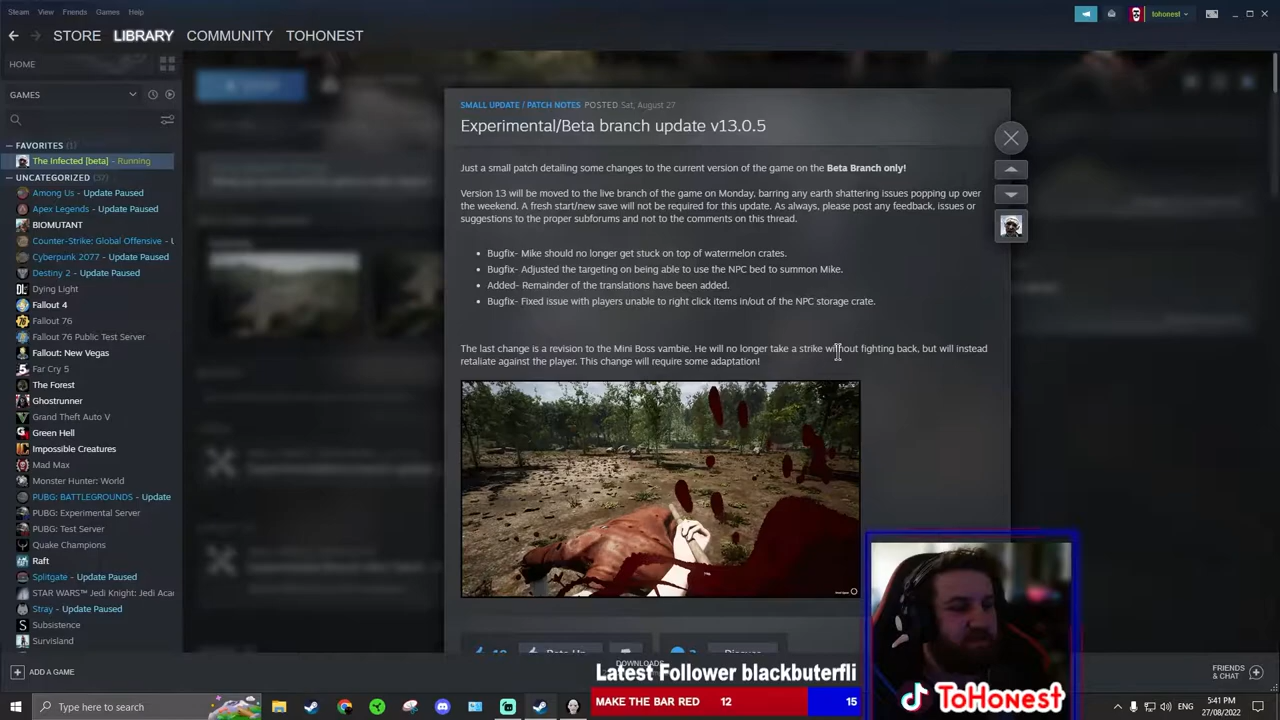 Steam View Friends Games Help
tohonest
STORE LIBRARY COMMUNITY TOHONEST
HOME
GAMES
FAVORITES (1)
The Infected [beta] - Running
UNCATEGORIZED (37)
Among Us - Update Paused
Apex Legends - Update Paused
BIOMUTANT
Counter-Strike: Global Offensive - U
Cyberpunk 2077 - Update Paused
Destiny 2 - Update Paused
Dying Light
Fallout 4
Fallout 76
Fallout 76 Public Test Server
Fallout: New Vegas
Far Cry 5
The Forest
Ghostrunner
Grand Theft Auto V
Green Hell
Impossible Creatures
Mad Max
Monster Hunter: World
PUBG: BATTLEGROUNDS - Update
PUBG: Experimental Server
PUBG: Test Server
Quake Champions
Raft
Splitgate - Update Paused
STAR WARS™ Jedi Knight: Jedi Aca
Stray - Update Paused
Subsistence
Survisland
ADD A GAME
SMALL UPDATE / PATCH NOTES POSTED Sat, August 27
Experimental/Beta branch update v13.0.5
Just a small patch detailing some changes to the current version of the game on the Beta Branch only!
Version 13 will be moved to the live branch of the game on Monday, barring any earth shattering issues popping up over
the weekend. A fresh start/new save will not be required for this update. As always, please post any feedback, issues or
suggestions to the proper subforums and not to the comments on this thread.
• Bugfix- Mike should no longer get stuck on top of watermelon crates.
• Bugfix- Adjusted the targeting on being able to use the NPC bed to summon Mike.
• Added- Remainder of the translations have been added.
• Bugfix- Fixed issue with players unable to right click items in/out of the NPC storage crate.
The last change is a revision to the Mini Boss vambie. He will no longer take a strike without fighting back, but will instead
retaliate against the player. This change will require some adaptation!
DOWNLOADS
FRIENDS
& CHAT
Latest Follower blackbuterfli
MAKE THE BAR RED 12 15
ToHonest
Type here to search
ENG
5:41 PM
27/08/2022